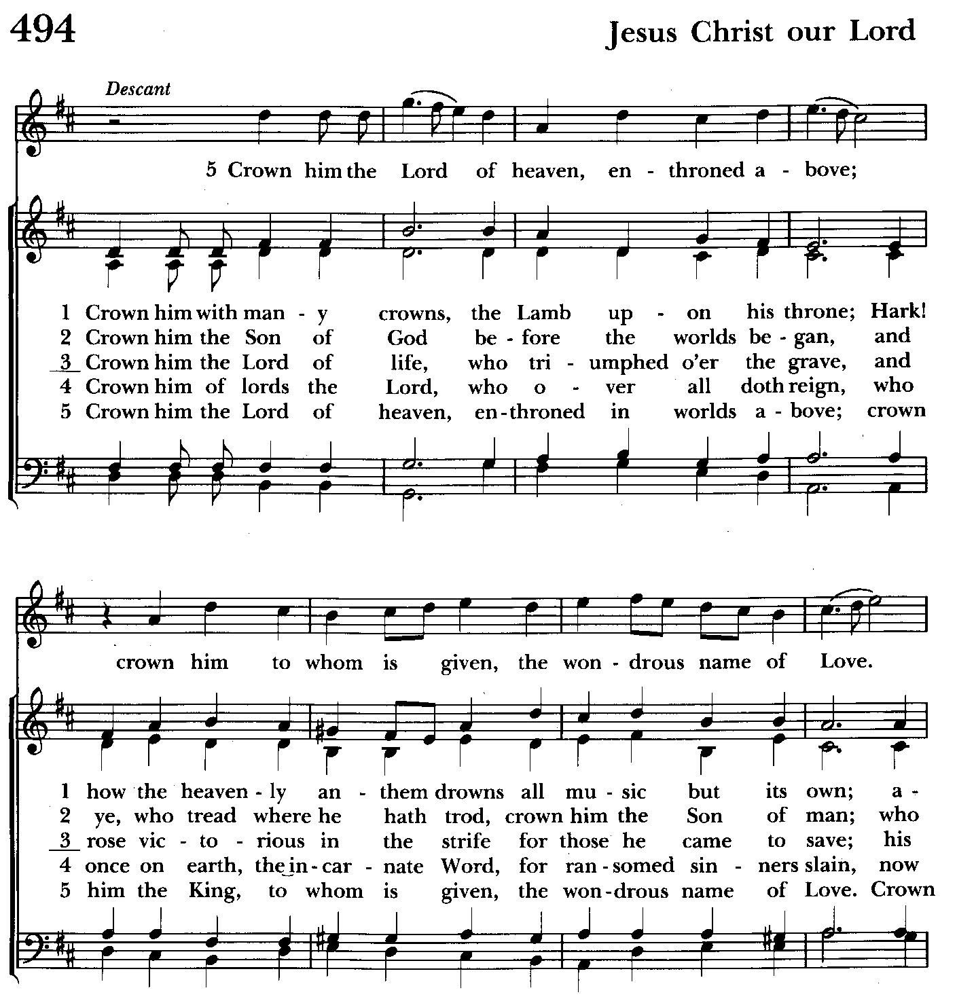 494 Jesus Christ our Lord
Descant
5 Crown him the Lord of heaven, en - throned a - bove;
1 Crown him with man - y crowns, the Lamb up - on his throne; Hark!
2 Crown him the Son of God be - fore the worlds be - gan, and
3 Crown him the Lord of life, who tri - umphed o'er the grave, and
4 Crown him of lords the Lord, who o - ver all doth reign, who
5 Crown him the Lord of heaven, en - throned in worlds a - bove; crown
crown him to whom is given, the won - drous name of Love.
1 how the heaven - ly an - them drowns all mu - sic but its own; a -
2 ye, who tread where he hath trod, crown him the Son of man; who
3 rose vic - to - rious in the strife for those he came to save; his
4 once on earth, the in - car - nate Word, for ran - somed sin - ners slain, now
5 him the King, to whom is given, the won - drous name of Love. Crown